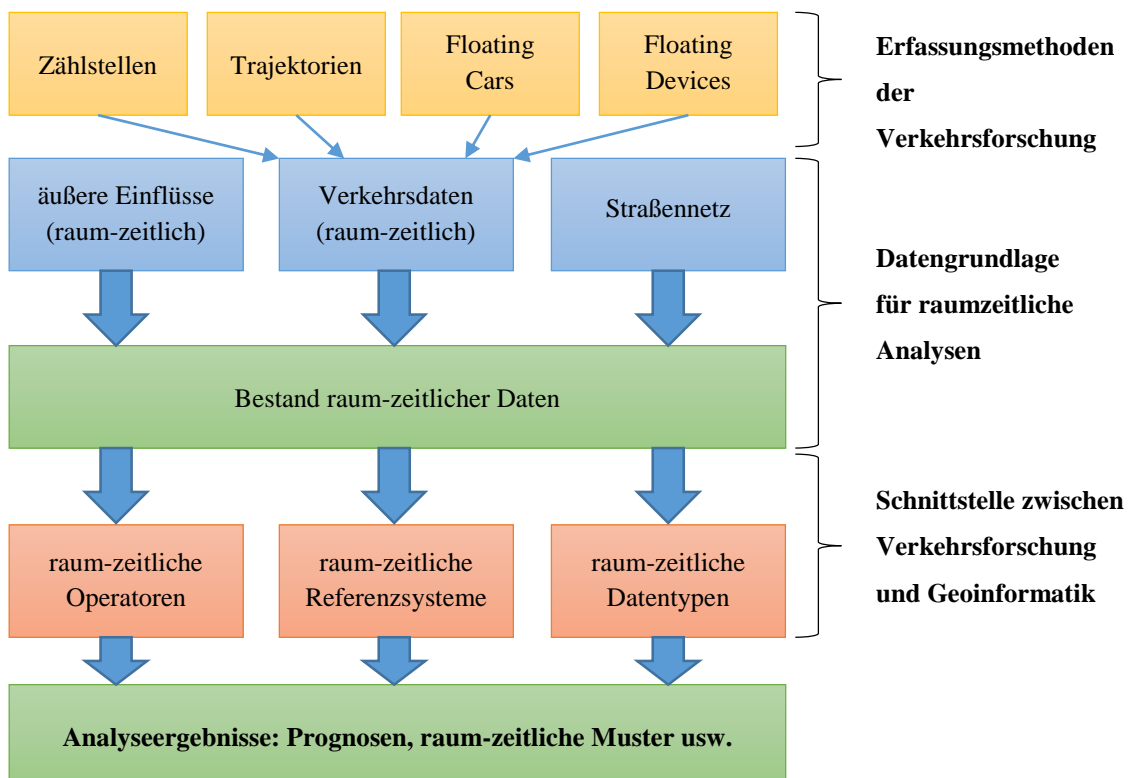 Zählstellen
Trajektorien
Floating
Cars
Floating
Devices
Erfassungsmethoden
der
Verkehrsforschung
äußere Einflüsse
(raum-zeitlich)
Verkehrsdaten
(raum-zeitlich)
Straßennetz
Datengrundlage
für raumzeitliche
Analysen
Bestand raum-zeitlicher Daten
raum-zeitliche
Operatoren
raum-zeitliche
Referenzsysteme
raum-zeitliche
Datentypen
Schnittstelle zwischen
Verkehrsforschung
und Geoinformatik
Analyseergebnisse: Prognosen, raum-zeitliche Muster usw.